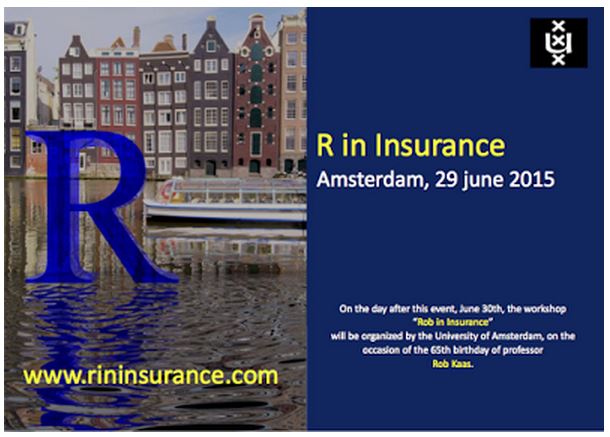 R
www.rininsurance.com
R in Insurance
Amsterdam, 29 june 2015
On the day after this event, June 30th, the workshop
“Rob in Insurance”
will be organized by the University of Amsterdam, on the
occasion of the 65th birthday of professor
Rob Kaas.